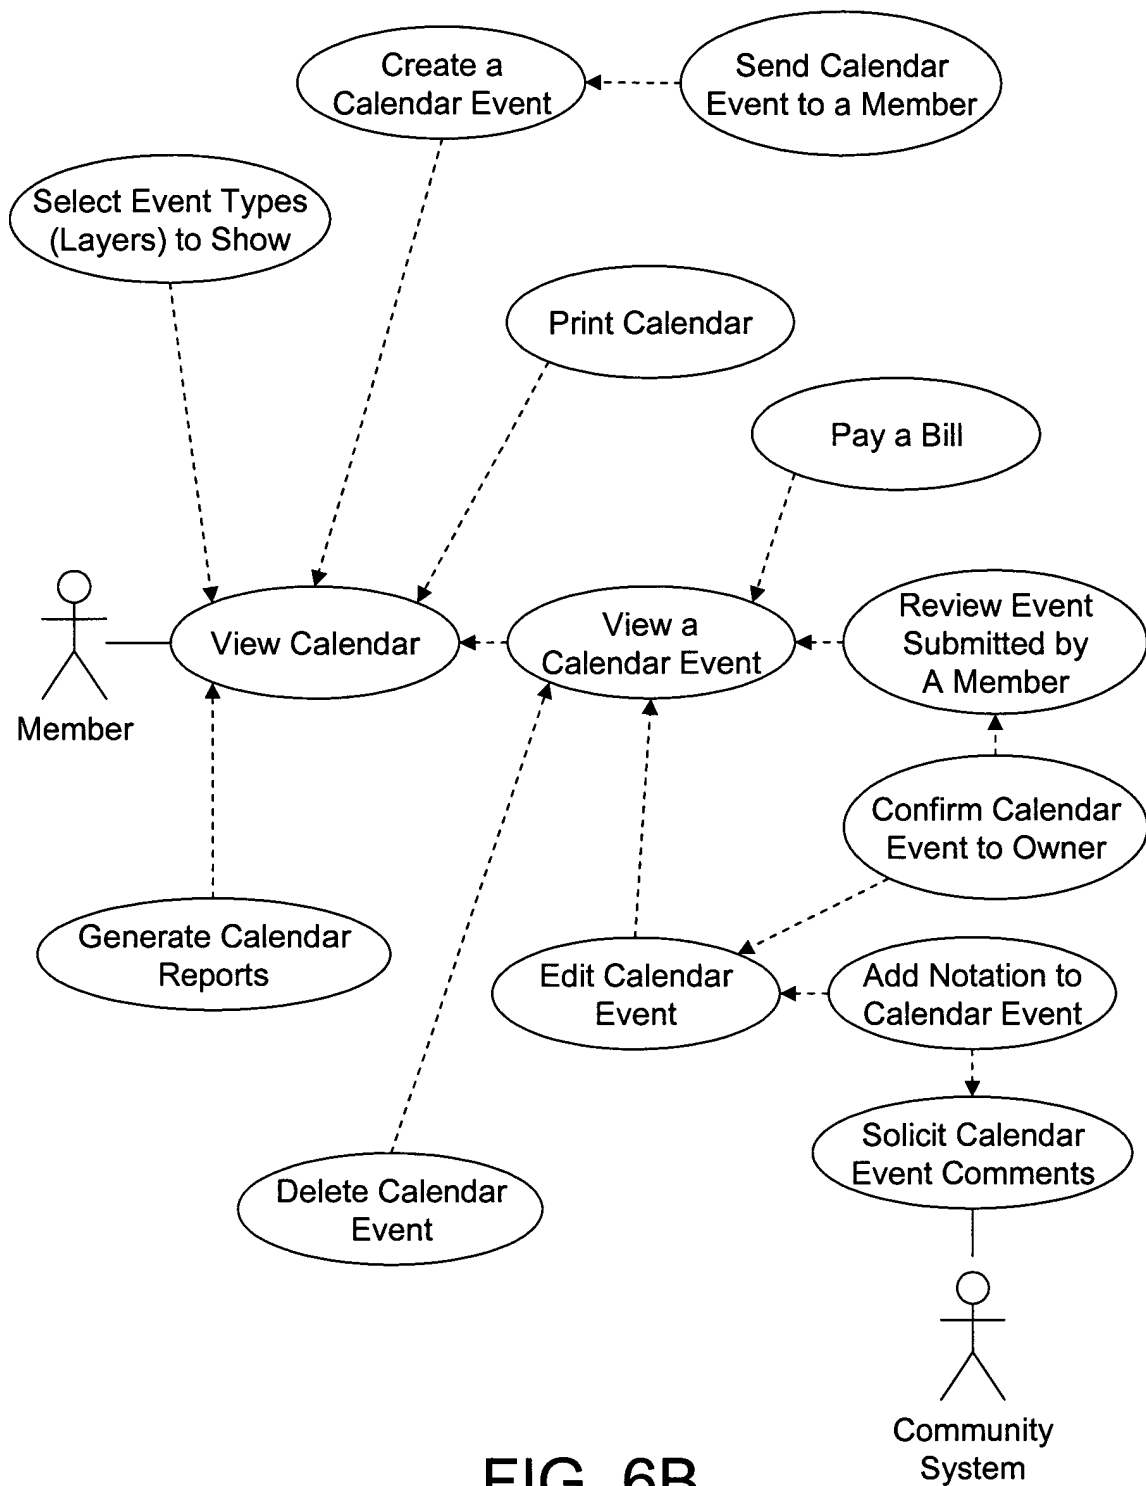 Create a
Calendar Event
Send Calendar
Event to a Member
Select Event Types
(Layers) to Show
Print Calendar
Pay a Bill
Member
View Calendar
View a
Calendar Event
Review Event
Submitted by
A Member
Confirm Calendar
Event to Owner
Generate Calendar
Reports
Edit Calendar
Event
Add Notation to
Calendar Event
Solicit Calendar
Event Comments
Delete Calendar
Event
Community
System
FIG. 6B